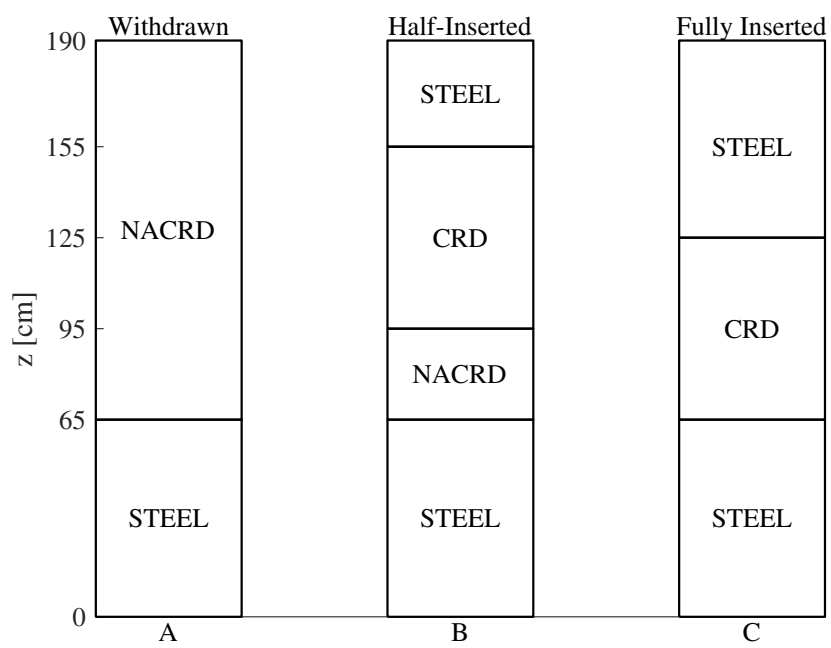 Withdrawn Half-Inserted Fully Inserted
190
STEEL
155 STEEL
125 NACRD CRD
z [cm]
95 CRD
NACRD
65
STEEL STEEL STEEL
0
A B C